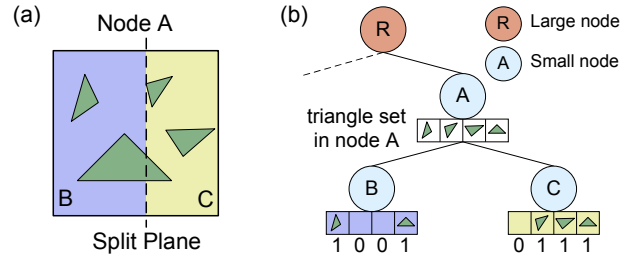 (a)
Node A
B
C
Split Plane
(b)
R
R Large node
A Small node
A
triangle set
in node A
B
C
1 0 0 1
0 1 1 1